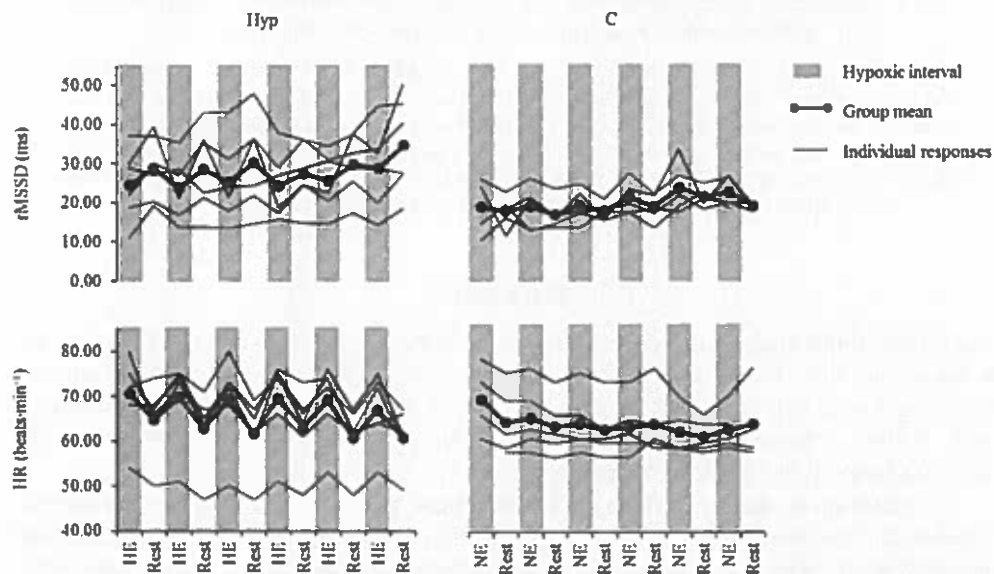 Hyp
C
Hypoxic interval
Group mean
Individual responses
rMSSD (ms)
50.00
40.00
30.00
20.00
10.00
0.00
HR (beats·min⁻¹)
80.00
70.00
60.00
50.00
40.00
HE
Rest
HE
Rest
HE
Rest
HE
Rest
HE
Rest
HE
Rest
NE
Rest
NE
Rest
NE
Rest
NE
Rest
NE
Rest
NE
Rest